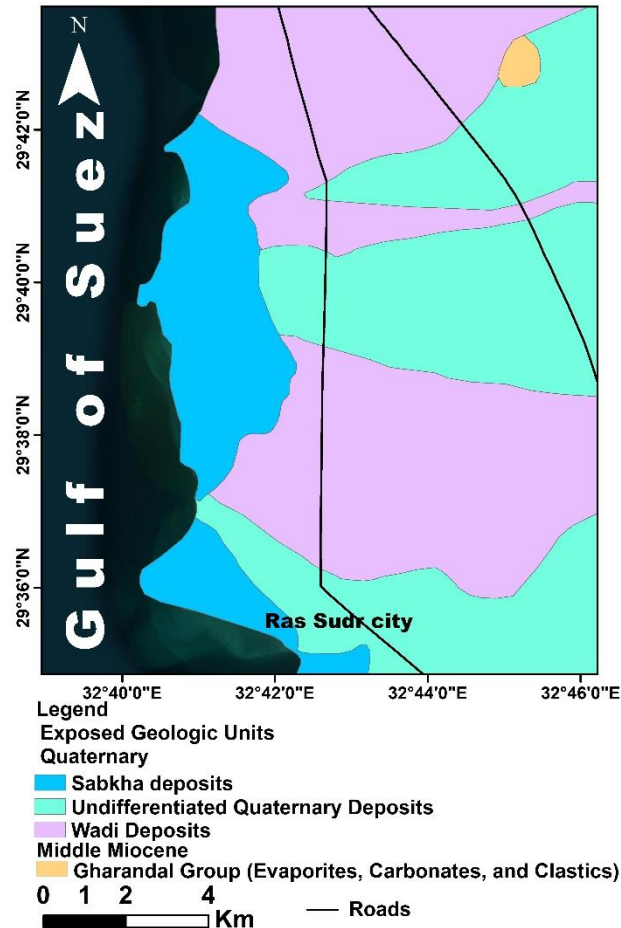 N
Gulf of Suez
29°42'0"N
29°40'0"N
29°38'0"N
29°36'0"N
Ras Sudr city
32°40'0"E 32°42'0"E 32°44'0"E 32°46'0"E
Legend
Exposed Geologic Units
Quaternary
Sabkha deposits
Undifferentiated Quaternary Deposits
Wadi Deposits
Middle Miocene
Gharandal Group (Evaporites, Carbonates, and Clastics)
0 1 2 4
Km Roads